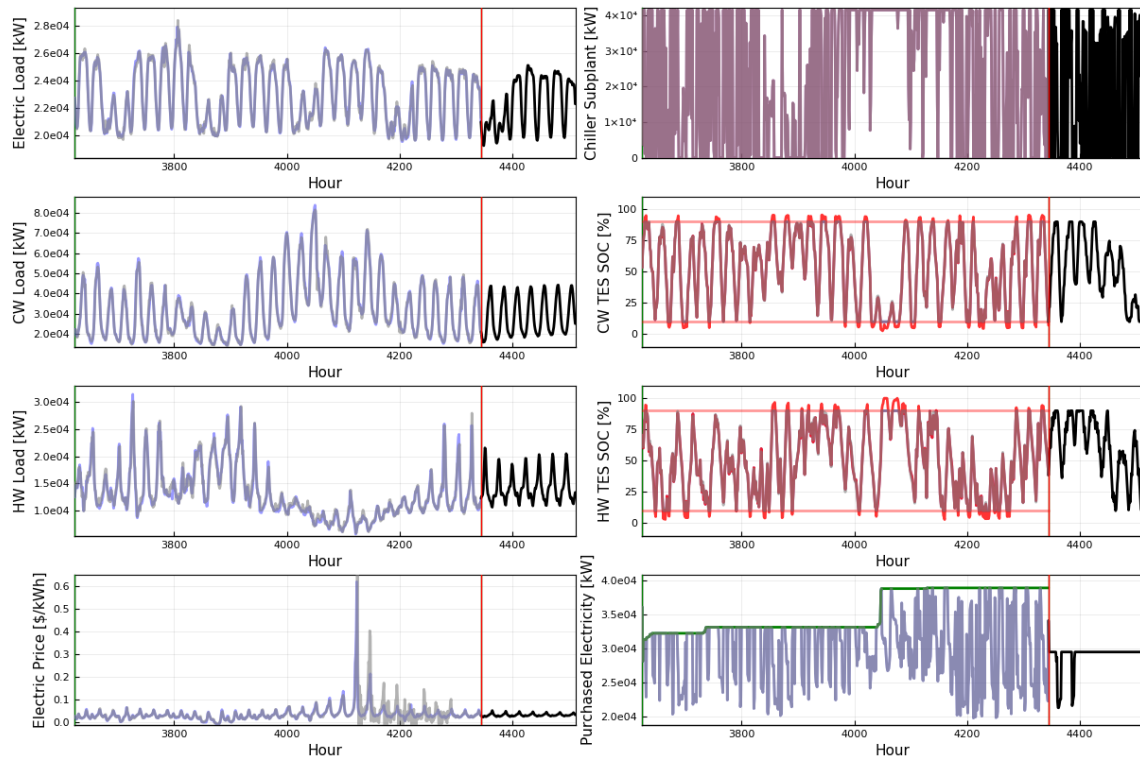 Electric Load [kW]
2.8e04
2.6e04
2.4e04
2.2e04
2.0e04
3800
4000
4200
4400
Hour
Chiller Subplant [kW]
4×10⁴
3×10⁴
2×10⁴
1×10⁴
0
3800
4000
4200
4400
Hour
CW Load [kW]
8.0e04
7.0e04
6.0e04
5.0e04
4.0e04
3.0e04
2.0e04
3800
4000
4200
4400
Hour
CW TES SOC [%]
100
75
50
25
0
3800
4000
4200
4400
Hour
HW Load [kW]
3.0e04
2.5e04
2.0e04
1.5e04
1.0e04
3800
4000
4200
4400
Hour
HW TES SOC [%]
100
75
50
25
0
3800
4000
4200
4400
Hour
Electric Price [$/kWh]
0.6
0.5
0.4
0.3
0.2
0.1
0.0
3800
4000
4200
4400
Hour
Purchased Electricity [kW]
4.0e04
3.5e04
3.0e04
2.5e04
2.0e04
3800
4000
4200
4400
Hour